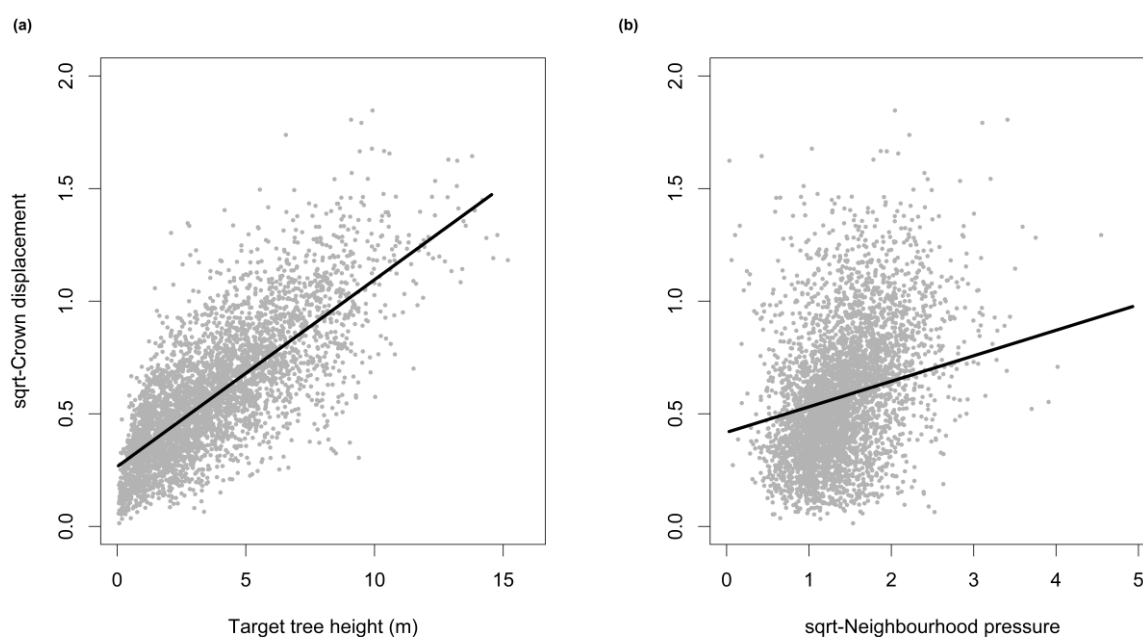 (a)
(b)
sqrt-Crown displacement
2.0
1.5
1.0
0.5
0.0
0 5 10 15
Target tree height (m)
2.0
1.5
1.0
0.5
0.0
0 1 2 3 4 5
sqrt-Neighbourhood pressure